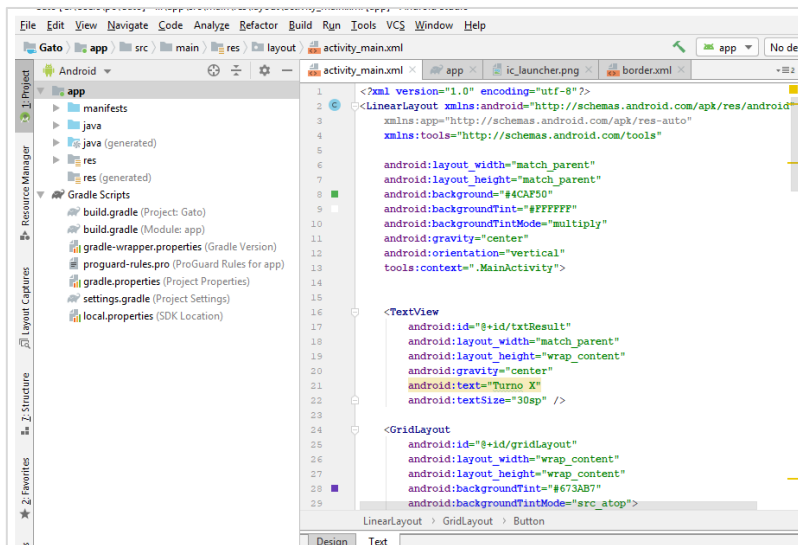 File Edit View Navigate Code Analyze Refactor Build Run Tools VCS Window Help
Gato app src main res layout activity_main.xml app No de
Android
activity_main.xml app ic_launcher.png border.xml 2
1: Project
Resource Manager
Layout Captures
7: Structure
2: Favorites
app
manifests
java
java (generated)
res
res (generated)
Gradle Scripts
build.gradle (Project: Gato)
build.gradle (Module: app)
gradle-wrapper.properties (Gradle Version)
proguard-rules.pro (ProGuard Rules for app)
gradle.properties (Project Properties)
settings.gradle (Project Settings)
local.properties (SDK Location)
1 <?xml version="1.0" encoding="utf-8"?>
2 C <LinearLayout xmlns:android="http://schemas.android.com/apk/res/android"
3 xmlns:app="http://schemas.android.com/apk/res-auto"
4 xmlns:tools="http://schemas.android.com/tools"
5
6 android:layout_width="match_parent"
7 android:layout_height="match_parent"
8 android:background="#4CAF50"
9 android:backgroundTint="#FFFFFF"
10 android:backgroundTintMode="multiply"
11 android:gravity="center"
12 android:orientation="vertical"
13 tools:context=".MainActivity">
14
15
16 <TextView
17 android:id="@+id/txtResult"
18 android:layout_width="match_parent"
19 android:layout_height="wrap_content"
20 android:gravity="center"
21 android:text="Turno X"
22 android:textSize="30sp" />
23
24 <GridLayout
25 android:id="@+id/gridLayout"
26 android:layout_width="wrap_content"
27 android:layout_height="wrap_content"
28 android:backgroundTint="#673AB7"
29 android:backgroundTintMode="src_atop">
LinearLayout › GridLayout › Button
Design Text